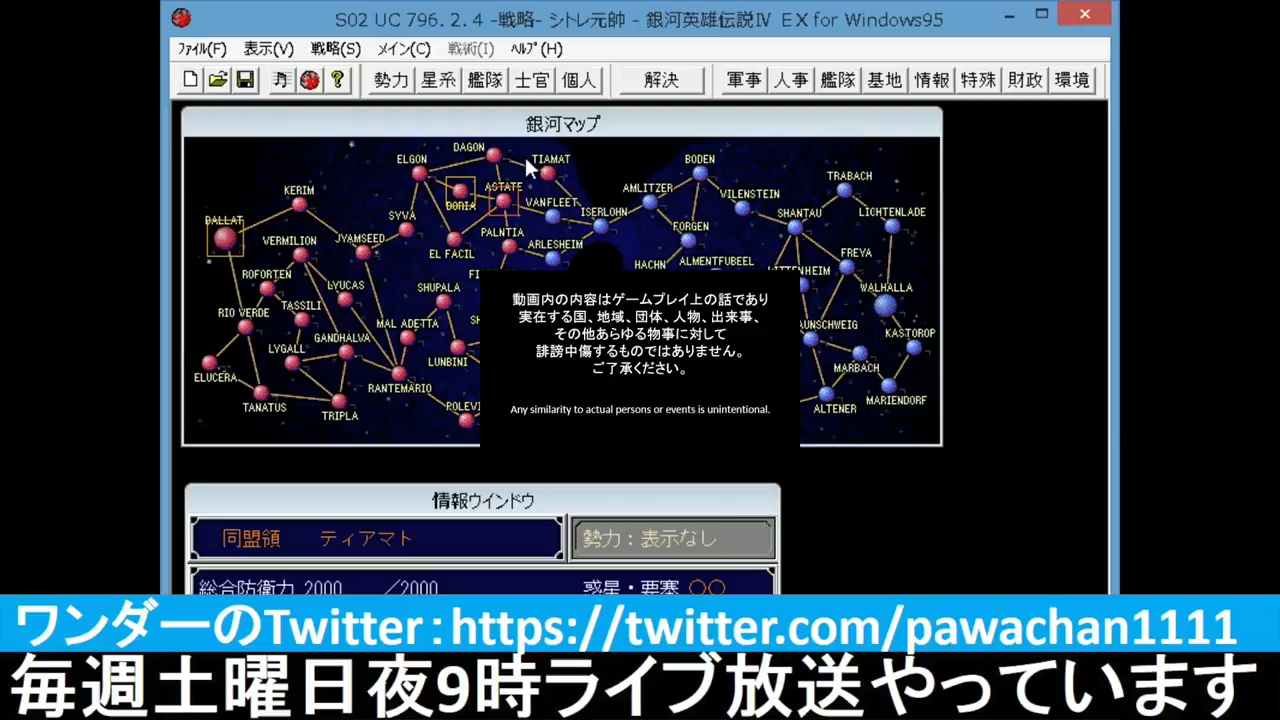 S02 UC 796. 2. 4 -戦略- シトレ元帥 - 銀河英雄伝説Ⅳ EX for Windows95
ﾌｧｲﾙ(F) 表示(V) 戦略(S) メイン(C) 戦術(I) ﾍﾙﾌﾟ(H)
勢力 星系 艦隊 士官 個人 解決 軍事 人事 艦隊 基地 情報 特殊 財政 環境
銀河マップ
DAGON
ELGON
TIAMAT
BODEN
TRABACH
KERIM
DORIA
ASTATE
AMLITZER
VILENSTEIN
VANFLEET
ISERLOHN
SHANTAU
LICHTENLADE
DALLAT
SYVA
VERMILION
JYAMSEED
PALNTIA
FORGEN
EL FACIL
ARLESHEIM
FREYA
HACHN
ALMENTFUBEEL
ROFORTEN
LYUCAS
SHUPALA
WALHALLA
RIO VERDE
TASSILI
MAL ADETTA
AUNSCHWEIG
KASTOROP
LYGALL
GANDHALVA
LUNBINI
ELUCERA
RANTEMARIO
MARBACH
TANATUS
TRIPLA
ROLEVI
ALTENER
MARIENDORF
動画内の内容はゲームプレイ上の話であり
実在する国、地域、団体、人物、出来事、
その他あらゆる物事に対して
誹謗中傷するものではありません。
ご了承ください。
Any similarity to actual persons or events is unintentional.
情報ウインドウ
同盟領 ティアマト 勢力：表示なし
総合防衛力 2000 ／2000 惑星・要塞 ○○
ワンダーのTwitter：https://twitter.com/pawachan1111
毎週土曜日夜9時ライブ放送やっています